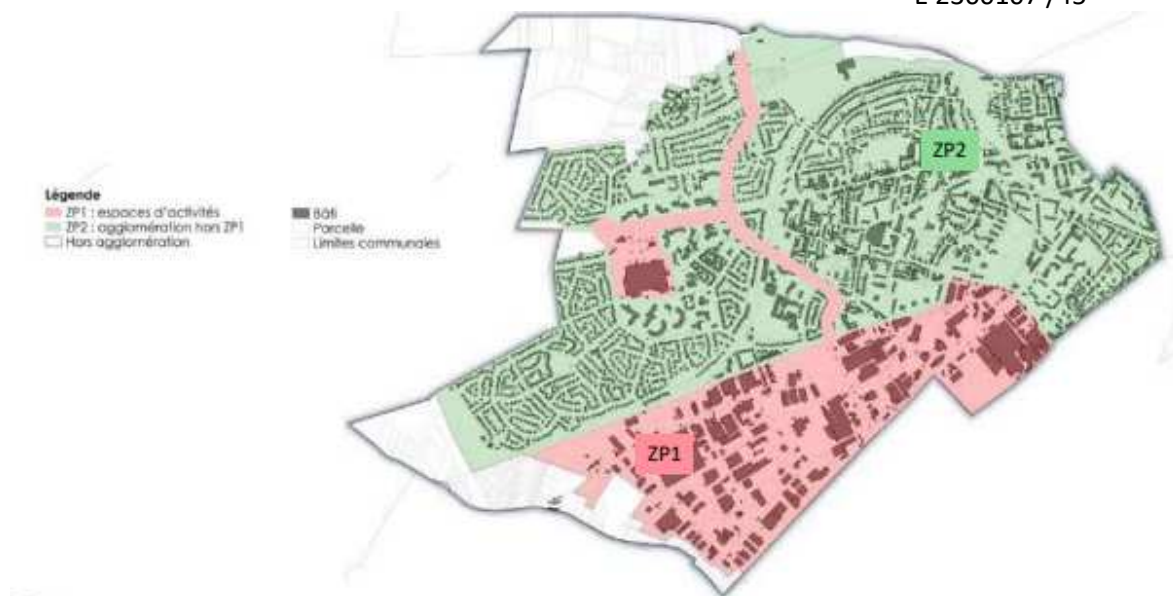 ZP2
Légende
ZP1 : espaces d'activités
ZP2 : agglomération hors ZP1
Hors agglomération
Bâti
Parcelle
Limites communales
ZP1